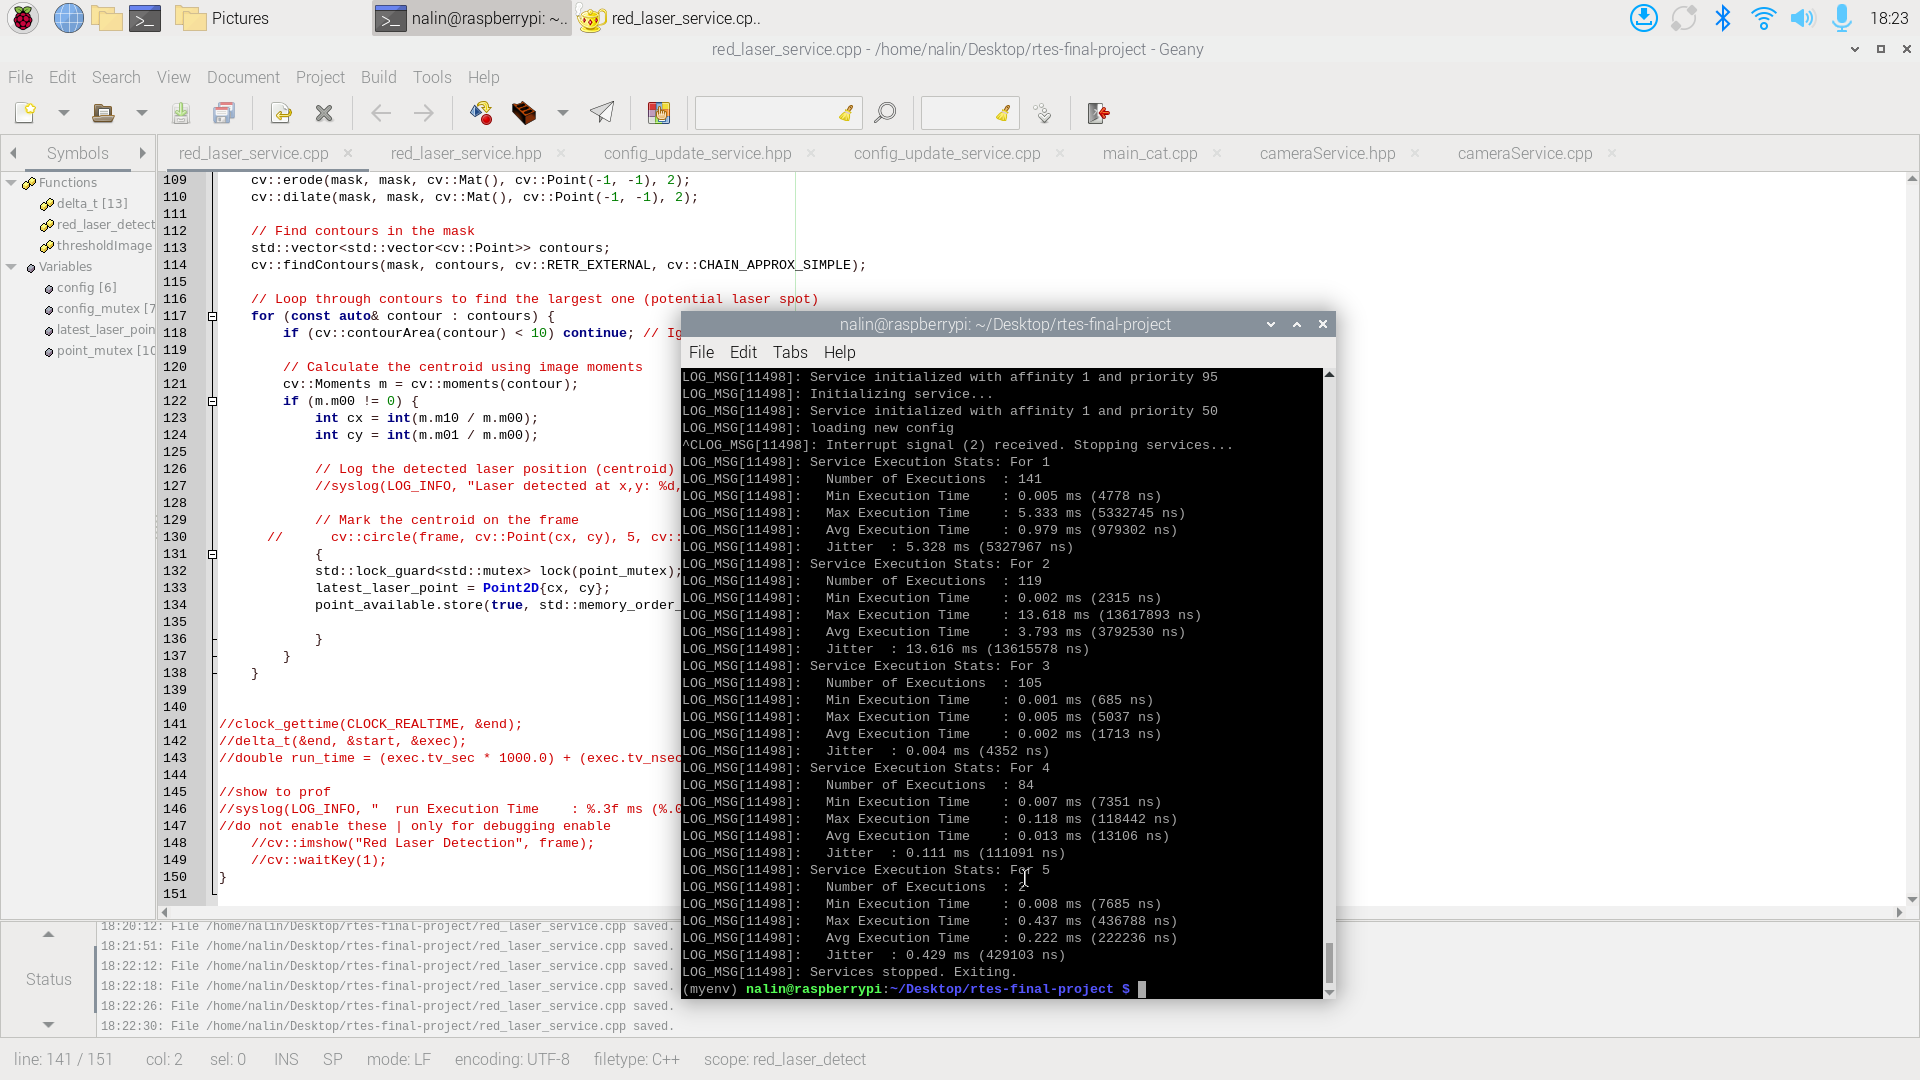 Pictures
nalin@raspberrypi: ~..
red_laser_service.cp..
18:23
red_laser_service.cpp - /home/nalin/Desktop/rtes-final-project - Geany
File Edit Search View Document Project Build Tools Help
Symbols
red_laser_service.cpp
red_laser_service.hpp
config_update_service.hpp
config_update_service.cpp
main_cat.cpp
cameraService.hpp
cameraService.cpp
Functions
delta_t [13]
red_laser_detect
thresholdImage
Variables
config [6]
config_mutex [7
latest_laser_poin
point_mutex [10
109 cv::erode(mask, mask, cv::Mat(), cv::Point(-1, -1), 2);
110 cv::dilate(mask, mask, cv::Mat(), cv::Point(-1, -1), 2);
111
112 // Find contours in the mask
113 std::vector<std::vector<cv::Point>> contours;
114 cv::findContours(mask, contours, cv::RETR_EXTERNAL, cv::CHAIN_APPROX_SIMPLE);
115
116 // Loop through contours to find the largest one (potential laser spot)
117 for (const auto& contour : contours) {
118 if (cv::contourArea(contour) < 10) continue; // Ig
119
120 // Calculate the centroid using image moments
121 cv::Moments m = cv::moments(contour);
122 if (m.m00 != 0) {
123 int cx = int(m.m10 / m.m00);
124 int cy = int(m.m01 / m.m00);
125
126 // Log the detected laser position (centroid)
127 //syslog(LOG_INFO, "Laser detected at x,y: %d,
128
129 // Mark the centroid on the frame
130 // cv::circle(frame, cv::Point(cx, cy), 5, cv::
131 {
132 std::lock_guard<std::mutex> lock(point_mutex);
133 latest_laser_point = Point2D{cx, cy};
134 point_available.store(true, std::memory_order_
135
136 }
137 }
138 }
139
140
141 //clock_gettime(CLOCK_REALTIME, &end);
142 //delta_t(&end, &start, &exec);
143 //double run_time = (exec.tv_sec * 1000.0) + (exec.tv_nsec
144
145 //show to prof
146 //syslog(LOG_INFO, "  run Execution Time    : %.3f ms (%.0
147 //do not enable these | only for debugging enable
148 //cv::imshow("Red Laser Detection", frame);
149 //cv::waitKey(1);
150 }
151
nalin@raspberrypi: ~/Desktop/rtes-final-project
File Edit Tabs Help
LOG_MSG[11498]: Service initialized with affinity 1 and priority 95
LOG_MSG[11498]: Initializing service...
LOG_MSG[11498]: Service initialized with affinity 1 and priority 50
LOG_MSG[11498]: loading new config
^CLOG_MSG[11498]: Interrupt signal (2) received. Stopping services...
LOG_MSG[11498]: Service Execution Stats: For 1
LOG_MSG[11498]:   Number of Executions  : 141
LOG_MSG[11498]:   Min Execution Time    : 0.005 ms (4778 ns)
LOG_MSG[11498]:   Max Execution Time    : 5.333 ms (5332745 ns)
LOG_MSG[11498]:   Avg Execution Time    : 0.979 ms (979302 ns)
LOG_MSG[11498]:   Jitter  : 5.328 ms (5327967 ns)
LOG_MSG[11498]: Service Execution Stats: For 2
LOG_MSG[11498]:   Number of Executions  : 119
LOG_MSG[11498]:   Min Execution Time    : 0.002 ms (2315 ns)
LOG_MSG[11498]:   Max Execution Time    : 13.618 ms (13617893 ns)
LOG_MSG[11498]:   Avg Execution Time    : 3.793 ms (3792530 ns)
LOG_MSG[11498]:   Jitter  : 13.616 ms (13615578 ns)
LOG_MSG[11498]: Service Execution Stats: For 3
LOG_MSG[11498]:   Number of Executions  : 105
LOG_MSG[11498]:   Min Execution Time    : 0.001 ms (685 ns)
LOG_MSG[11498]:   Max Execution Time    : 0.005 ms (5037 ns)
LOG_MSG[11498]:   Avg Execution Time    : 0.002 ms (1713 ns)
LOG_MSG[11498]:   Jitter  : 0.004 ms (4352 ns)
LOG_MSG[11498]: Service Execution Stats: For 4
LOG_MSG[11498]:   Number of Executions  : 84
LOG_MSG[11498]:   Min Execution Time    : 0.007 ms (7351 ns)
LOG_MSG[11498]:   Max Execution Time    : 0.118 ms (118442 ns)
LOG_MSG[11498]:   Avg Execution Time    : 0.013 ms (13106 ns)
LOG_MSG[11498]:   Jitter  : 0.111 ms (111091 ns)
LOG_MSG[11498]: Service Execution Stats: For 5
LOG_MSG[11498]:   Number of Executions  : 2
LOG_MSG[11498]:   Min Execution Time    : 0.008 ms (7685 ns)
LOG_MSG[11498]:   Max Execution Time    : 0.437 ms (436788 ns)
LOG_MSG[11498]:   Avg Execution Time    : 0.222 ms (222236 ns)
LOG_MSG[11498]:   Jitter  : 0.429 ms (429103 ns)
LOG_MSG[11498]: Services stopped. Exiting.
(myenv) nalin@raspberrypi:~/Desktop/rtes-final-project $
Status
18:20:12: File /home/nalin/Desktop/rtes-final-project/red_laser_service.cpp saved.
18:21:51: File /home/nalin/Desktop/rtes-final-project/red_laser_service.cpp saved.
18:22:12: File /home/nalin/Desktop/rtes-final-project/red_laser_service.cpp saved.
18:22:18: File /home/nalin/Desktop/rtes-final-project/red_laser_service.cpp saved.
18:22:26: File /home/nalin/Desktop/rtes-final-project/red_laser_service.cpp saved.
18:22:30: File /home/nalin/Desktop/rtes-final-project/red_laser_service.cpp saved.
line: 141 / 151 col: 2 sel: 0 INS SP mode: LF encoding: UTF-8 filetype: C++ scope: red_laser_detect